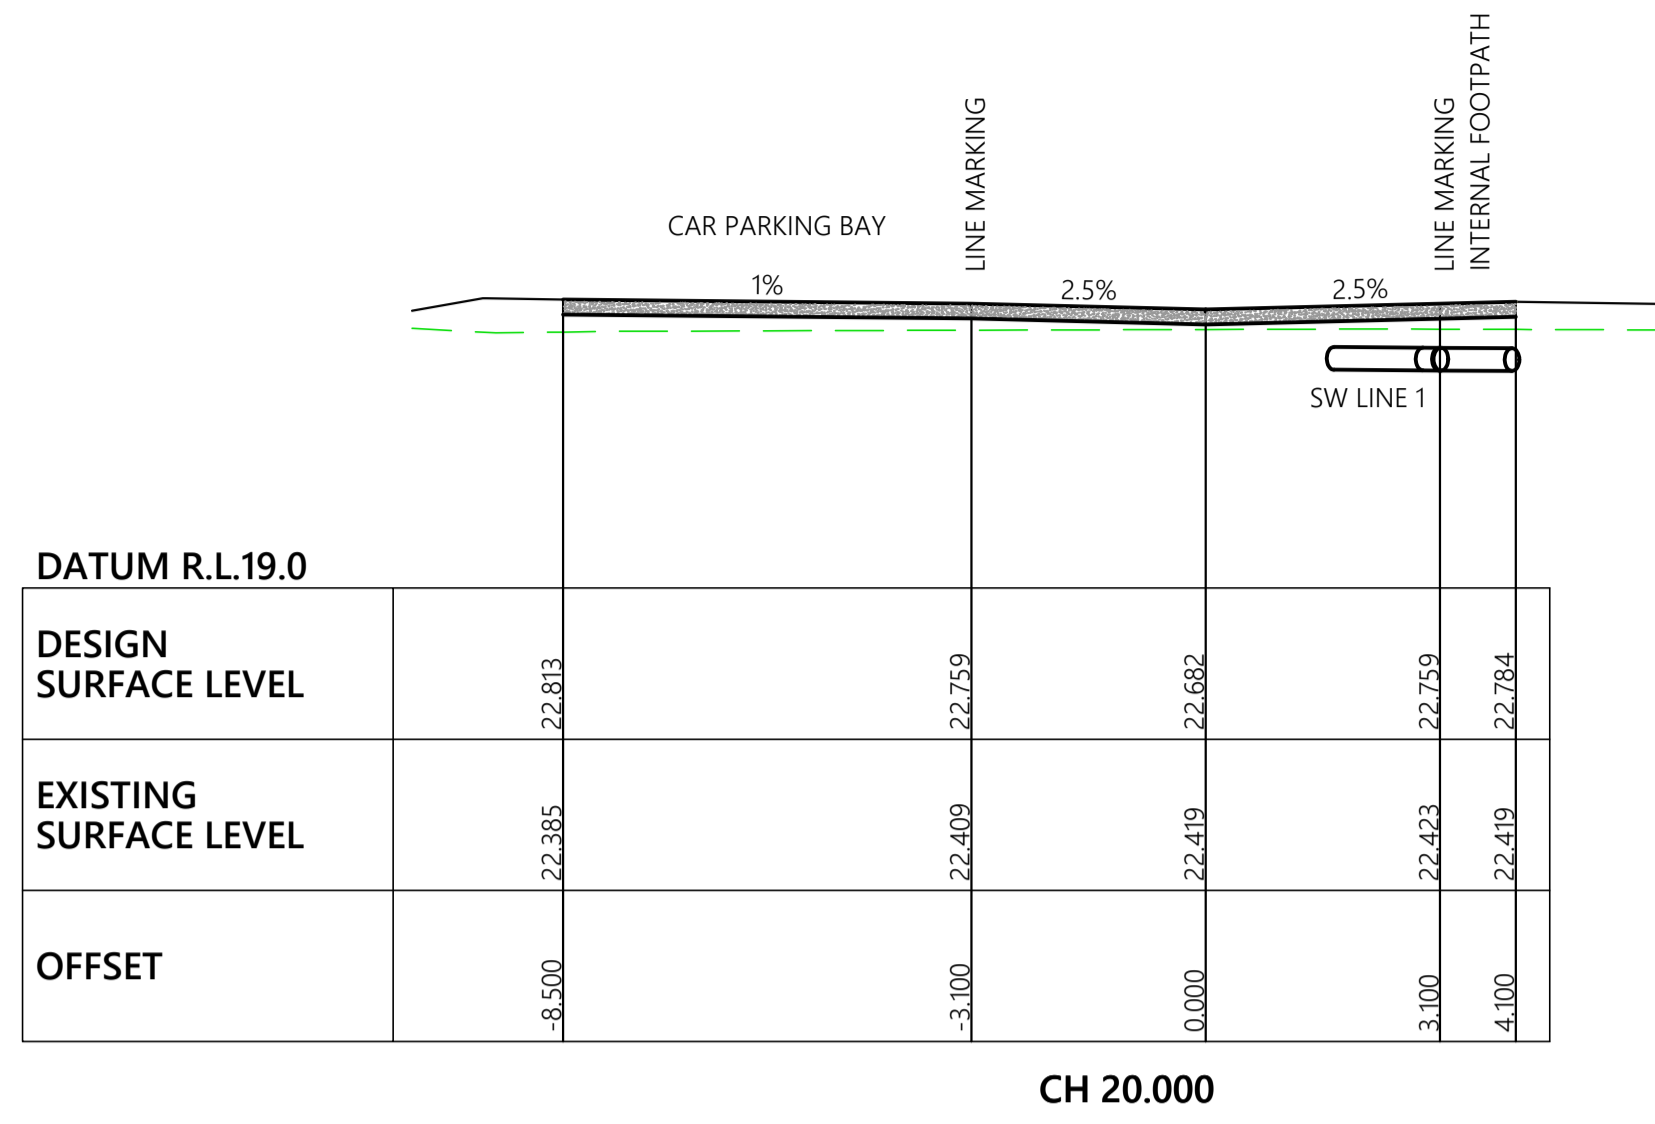 LINE MARKING
LINE MARKING
INTERNAL FOOTPATH
CAR PARKING BAY
1%
2.5%
2.5%
SW LINE 1
DATUM R.L.19.0
DESIGN
SURFACE LEVEL
22.813
22.759
22.682
22.759
22.784
EXISTING
SURFACE LEVEL
22.385
22.409
22.419
22.423
22.419
OFFSET
-8.500
-3.100
0.000
3.100
4.100
CH 20.000